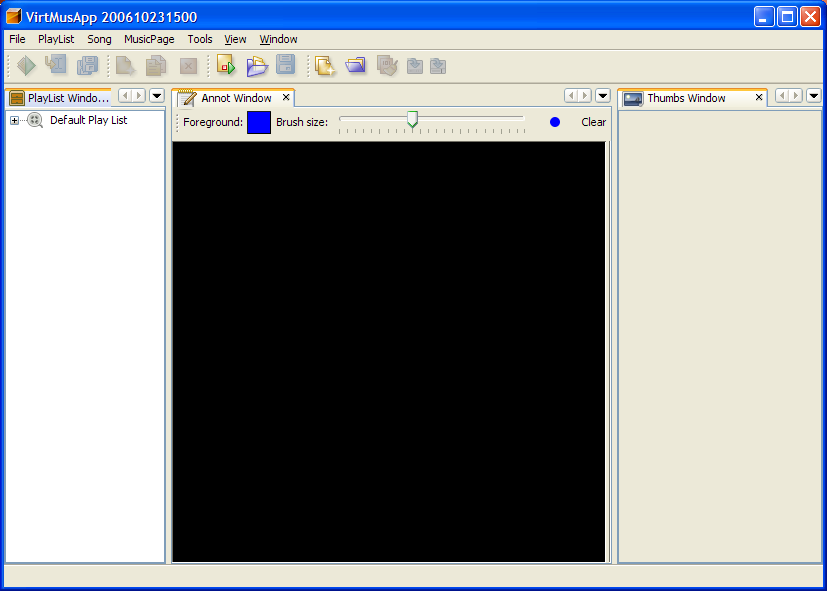 VirtMusApp 200610231500
File PlayList Song MusicPage Tools View Window
PlayList Windo... Annot Window Thumbs Window
Default Play List Foreground: Brush size: Clear